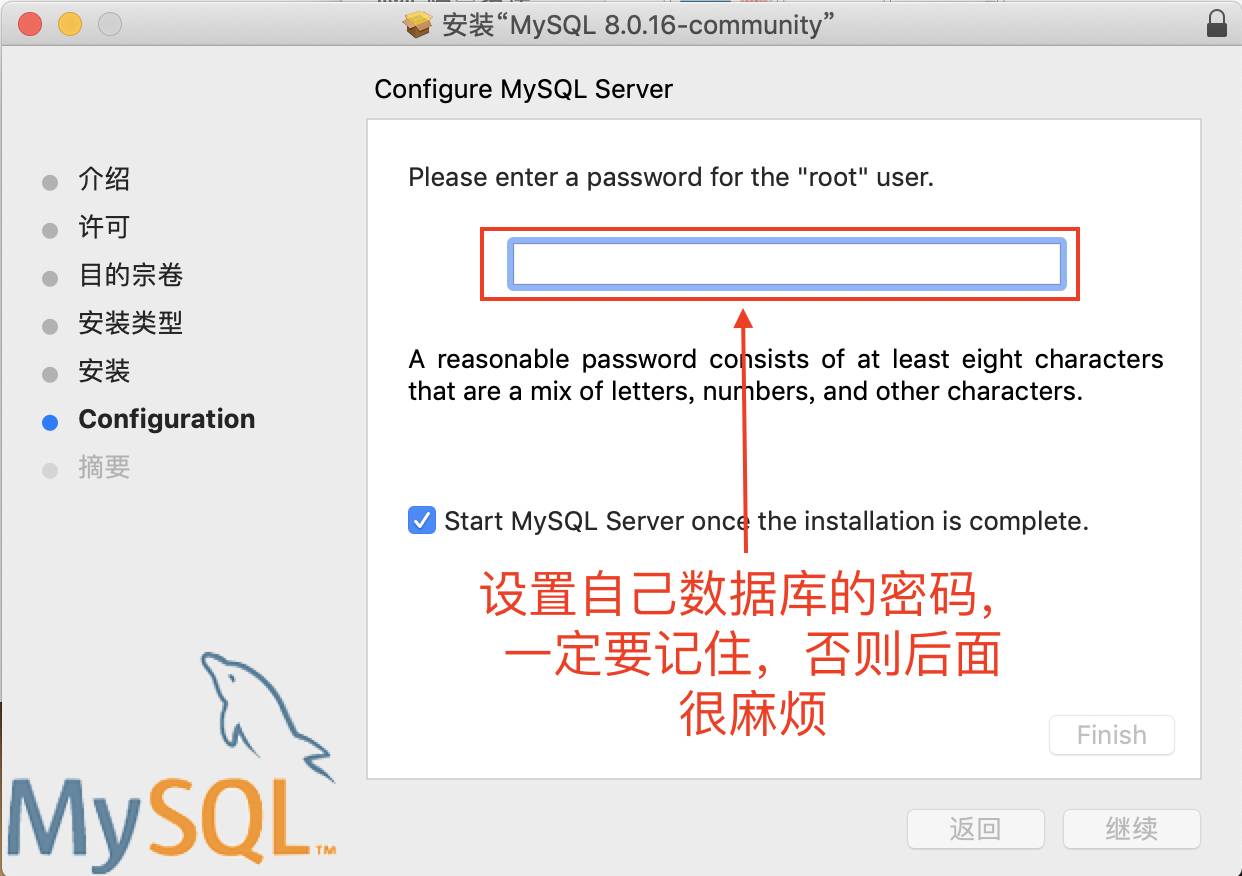 安装“MySQL 8.0.16-community”
Configure MySQL Server
介绍
许可
目的宗卷
安装类型
安装
Configuration
摘要
Please enter a password for the "root" user.
A reasonable password consists of at least eight characters
that are a mix of letters, numbers, and other characters.
Start MySQL Server once the installation is complete.
设置自己数据库的密码，
一定要记住，否则后面
很麻烦
Finish
MySQL™
返回
继续